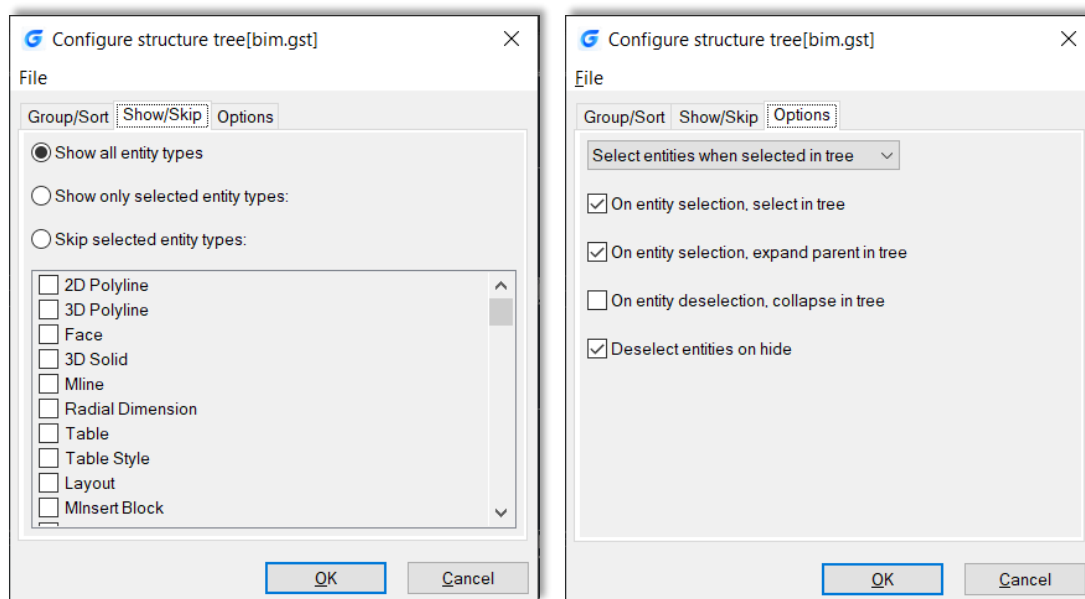 Configure structure tree[bim.gst]
File
Group/Sort Show/Skip Options
Show all entity types
Show only selected entity types:
Skip selected entity types:
2D Polyline
3D Polyline
Face
3D Solid
Mline
Radial Dimension
Table
Table Style
Layout
MInsert Block
OK Cancel
Configure structure tree[bim.gst]
File
Group/Sort Show/Skip Options
Select entities when selected in tree
On entity selection, select in tree
On entity selection, expand parent in tree
On entity deselection, collapse in tree
Deselect entities on hide
OK Cancel